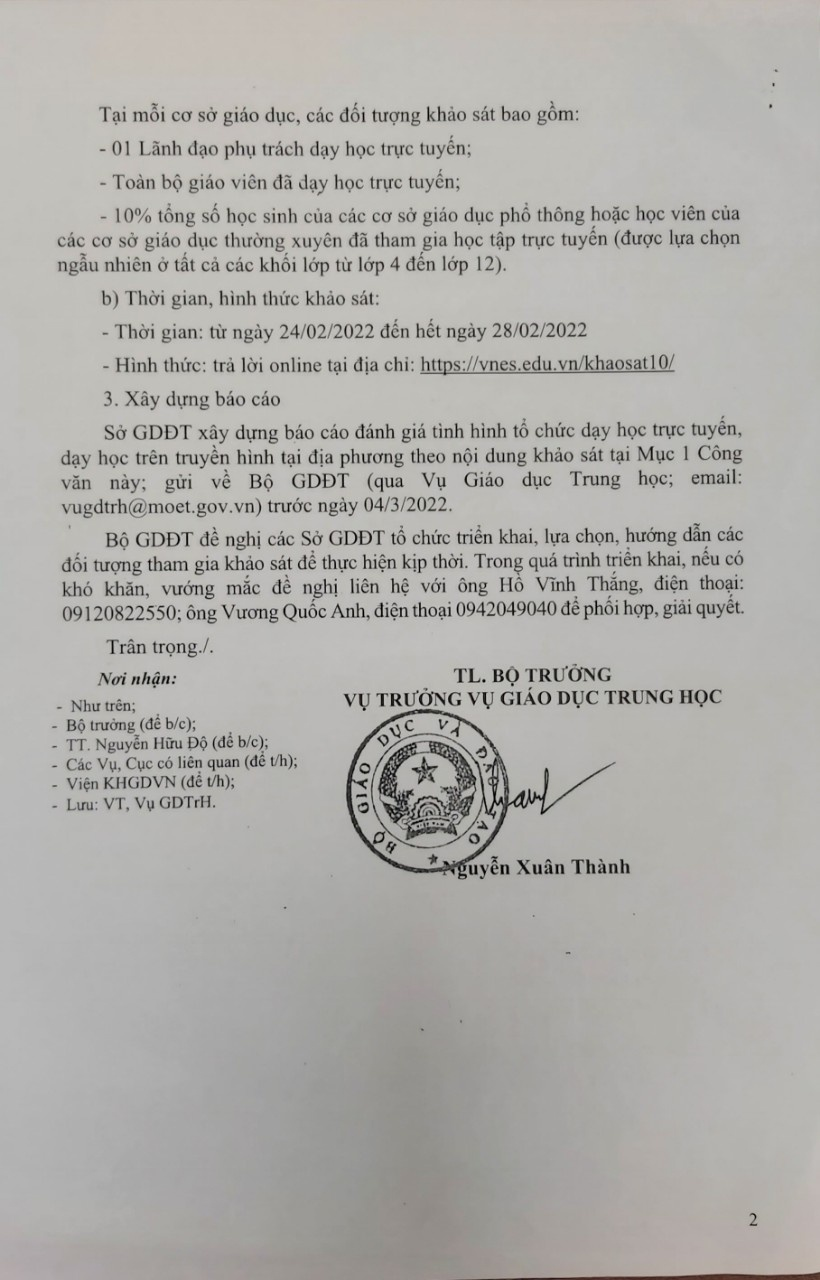 Tại mỗi cơ sở giáo dục, các đối tượng khảo sát bao gồm:
- 01 Lãnh đạo phụ trách dạy học trực tuyến;
- Toàn bộ giáo viên đã dạy học trực tuyến;
- 10% tổng số học sinh của các cơ sở giáo dục phổ thông hoặc học viên của
các cơ sở giáo dục thường xuyên đã tham gia học tập trực tuyến (được lựa chọn
ngẫu nhiên ở tất cả các khối lớp từ lớp 4 đến lớp 12).
b) Thời gian, hình thức khảo sát:
- Thời gian: từ ngày 24/02/2022 đến hết ngày 28/02/2022
- Hình thức: trả lời online tại địa chỉ: https://vnes.edu.vn/khaosat10/
3. Xây dựng báo cáo
Sở GDĐT xây dựng báo cáo đánh giá tình hình tổ chức dạy học trực tuyến,
dạy học trên truyền hình tại địa phương theo nội dung khảo sát tại Mục 1 Công
văn này; gửi về Bộ GDĐT (qua Vụ Giáo dục Trung học; email:
vugdtrh@moet.gov.vn) trước ngày 04/3/2022.
Bộ GDĐT đề nghị các Sở GDĐT tổ chức triển khai, lựa chọn, hướng dẫn các
đối tượng tham gia khảo sát để thực hiện kịp thời. Trong quá trình triển khai, nếu có
khó khăn, vướng mắc đề nghị liên hệ với ông Hồ Vĩnh Thắng, điện thoại:
09120822550; ông Vương Quốc Anh, điện thoại 0942049040 để phối hợp, giải quyết.
Trân trọng./.
Nơi nhận:
- Như trên;
- Bộ trưởng (để b/c);
- TT. Nguyễn Hữu Độ (để b/c);
- Các Vụ, Cục có liên quan (để t/h);
- Viện KHGDVN (để t/h);
- Lưu: VT, Vụ GDTrH.
TL. BỘ TRƯỞNG
VỤ TRƯỞNG VỤ GIÁO DỤC TRUNG HỌC
BỘ GIÁO DỤC VÀ ĐÀO TẠO
Nguyễn Xuân Thành
2